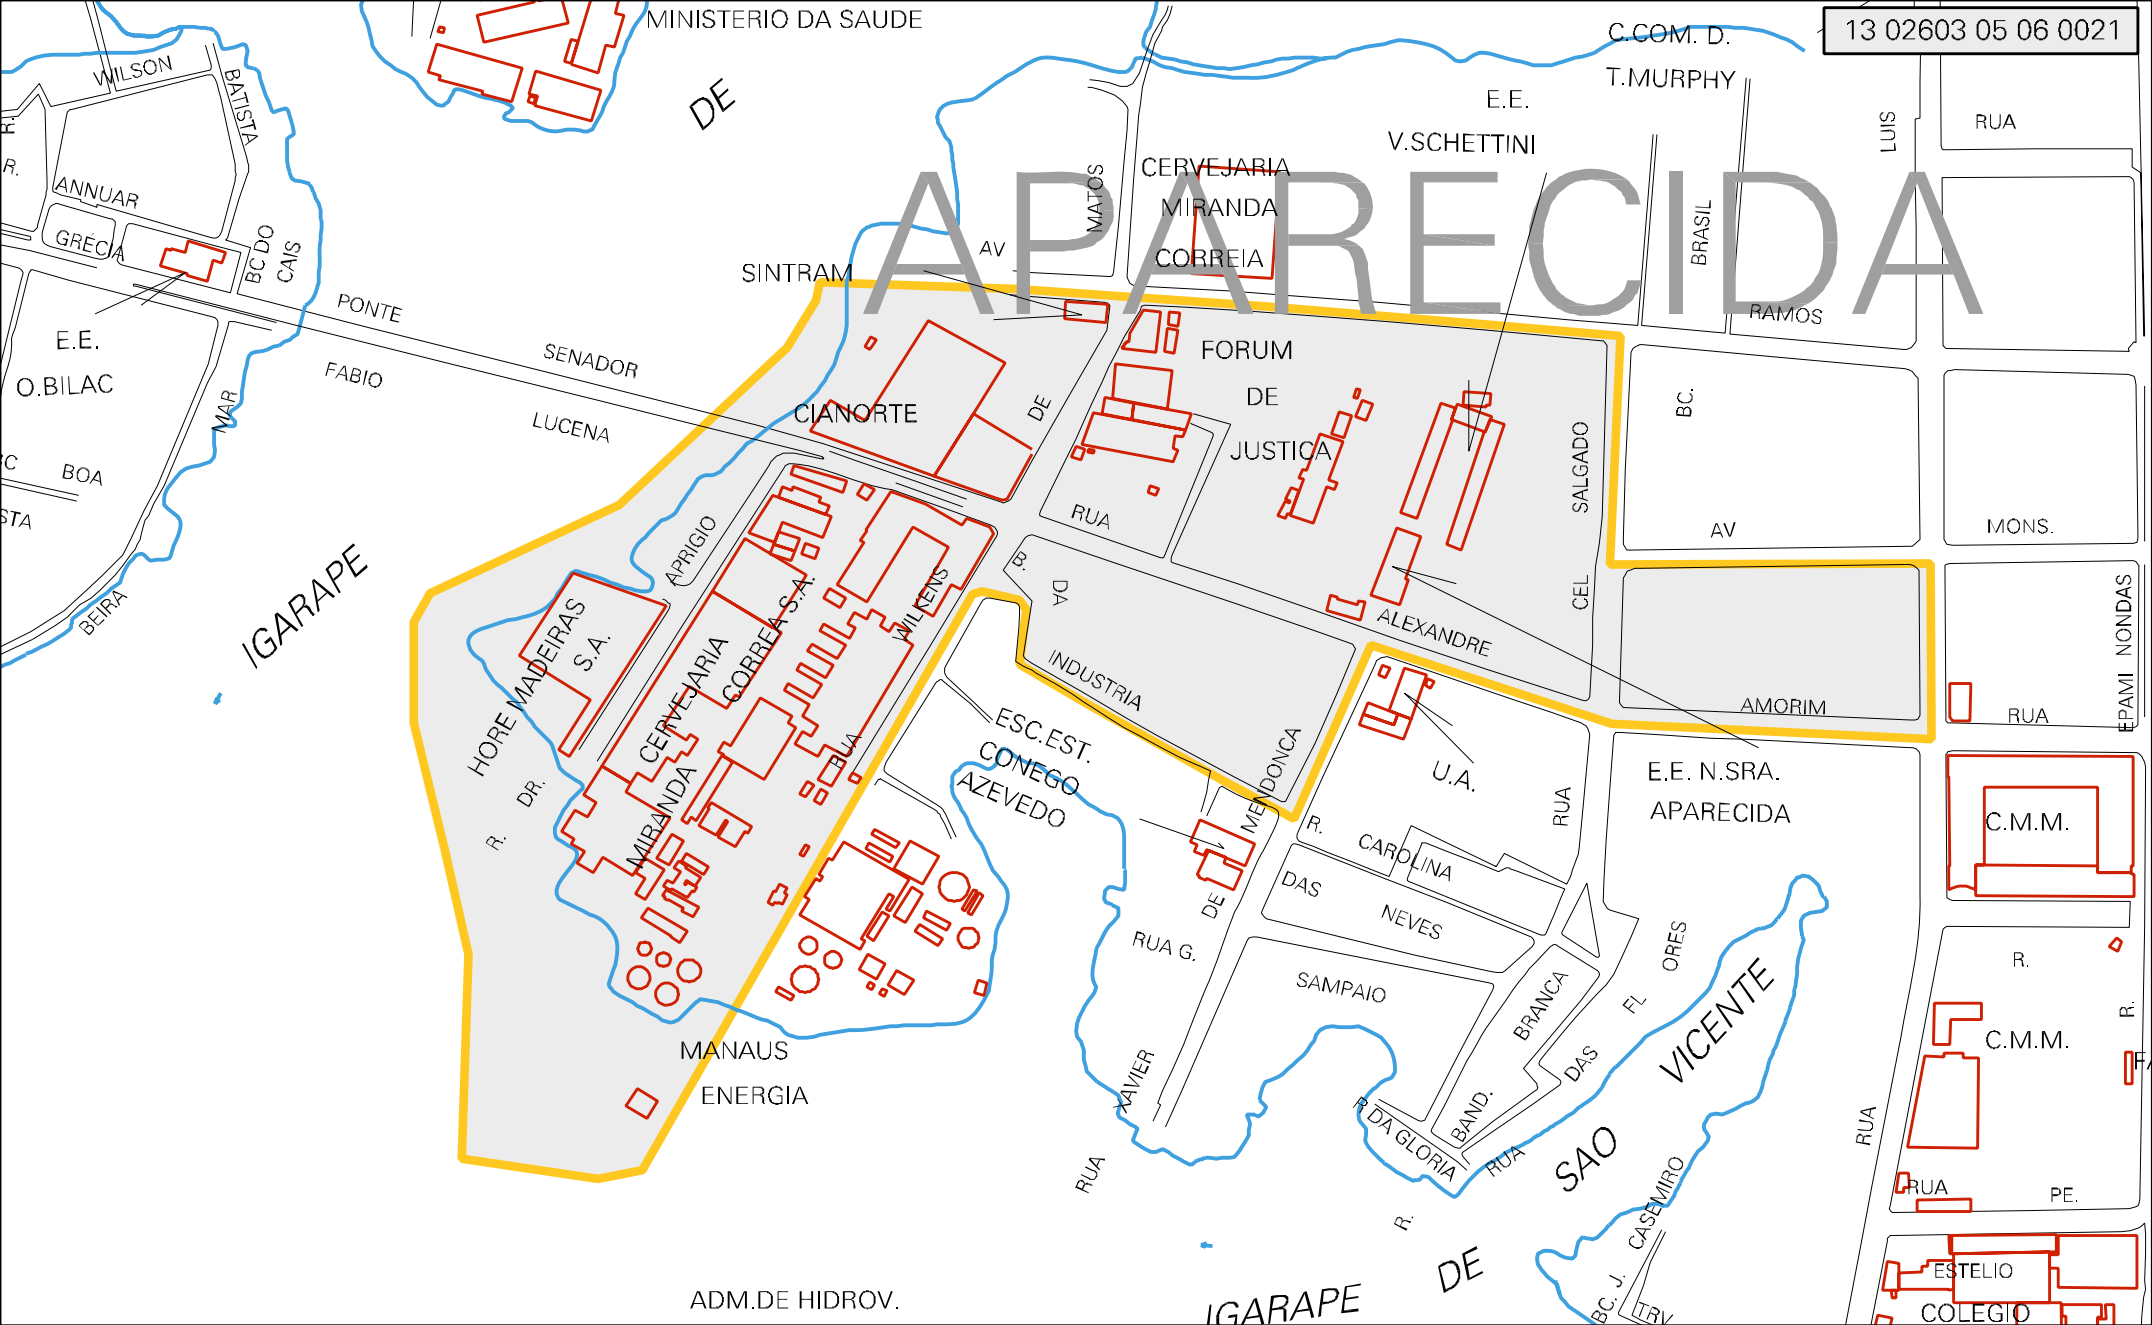 MINISTERIO DA SAUDE
13 02603 05 06 0021
C.COM. D.
T.MURPHY
WILSON
BATISTA
DE
E.E.
V.SCHETTINI
LUIS
RUA
R.
R.
ANNUAR
GRECIA
BC DO
CAIS
MATOS
CERVEJARIA
MIRANDA
CORREIA
APARECIDA
BRASIL
AV
SINTRAM
RAMOS
PONTE
SENADOR
FABIO
LUCENA
E.E.
O.BILAC
MAR
BOA
BEIRA
IGARAPE
CIANORTE
DE
FORUM
DE
JUSTICA
BC.
SALGADO
CEL
RUA
AV
MONS.
APRIGIO
B.
DA
WILKENS
ALEXANDRE
INDUSTRIA
AMORIM
RUA
EPAMI NONDAS
HORE MADEIRAS
S.A.
CERVEJARIA
MIRANDA
CORREA S.A.
RUA
R.
DR.
ESC.EST.
CONEGO
AZEVEDO
MENDONCA
U.A.
RUA
E.E. N.SRA.
APARECIDA
C.M.M.
R.
CAROLINA
DAS
NEVES
DE
RUA G.
SAMPAIO
BRANCA
BAND.
DAS
FL
ORES
R.
R.
C.M.M.
MANAUS
ENERGIA
XAVIER
RUA
R DA GLORIA
RUA
R.
VICENTE
SAO
DE
IGARAPE
CASEMIRO
BC. J.
TRV
RUA
RUA
PE.
ESTELIO
COLEGIO
ADM.DE HIDROV.